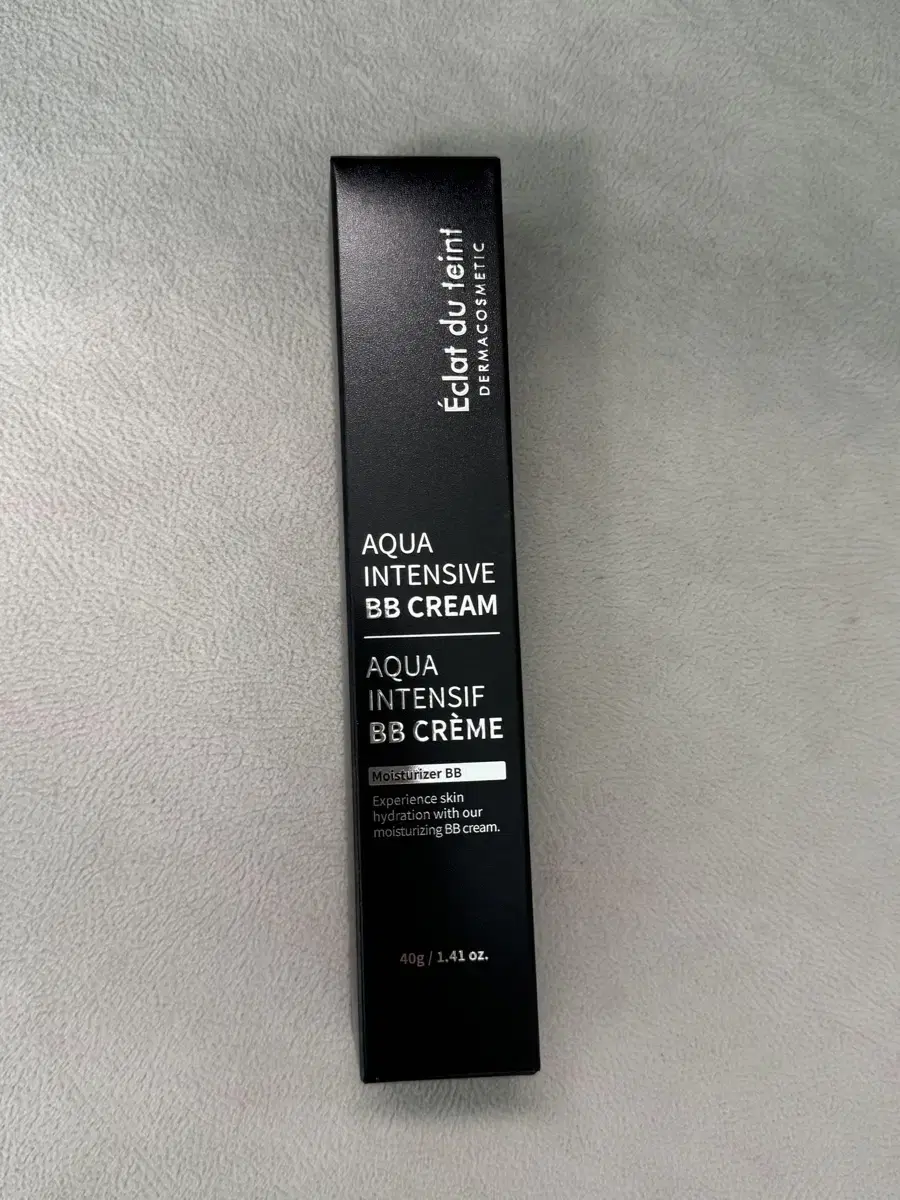 Éclat du teint
DERMACOSMETIC
AQUA
INTENSIVE
BB CREAM
AQUA
INTENSIF
BB CRÈME
Moisturizer BB
Experience skin
hydration with our
moisturizing BB cream.
40g / 1.41 oz.